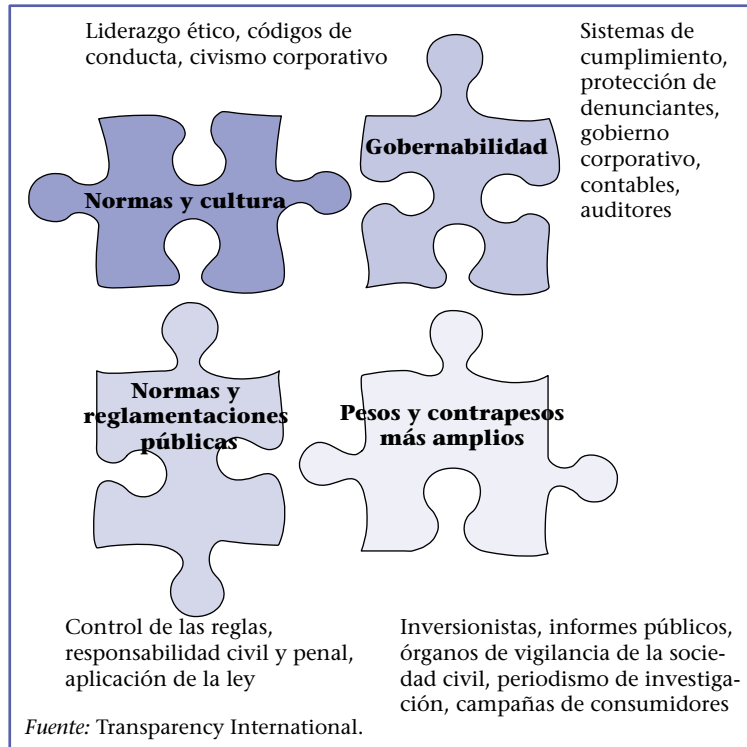 Liderazgo ético, códigos de
conducta, civismo corporativo
Normas y cultura
Gobernabilidad
Sistemas de
cumplimiento,
protección de
denunciantes,
gobierno
corporativo,
contables,
auditores
Normas y
reglamentaciones
públicas
Pesos y contrapesos
más amplios
Control de las reglas,
responsabilidad civil y penal,
aplicación de la ley
Inversionistas, informes públicos,
órganos de vigilancia de la socie-
dad civil, periodismo de investiga-
ción, campañas de consumidores
Fuente: Transparency International.